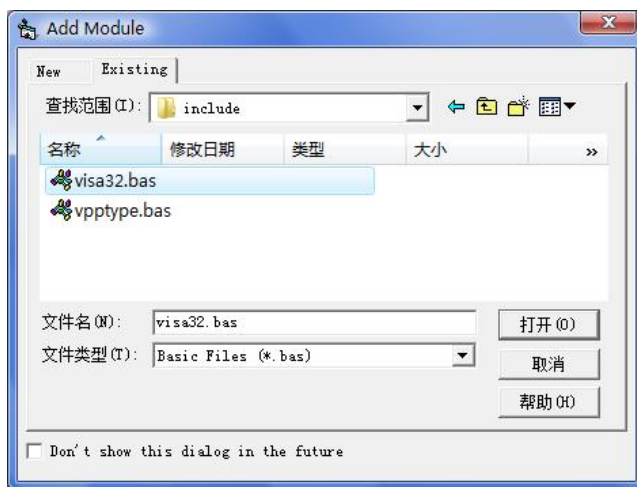 Add Module
New Existing
查找范围(I): include
名称 修改日期 类型 大小 »
visa32.bas
vpptype.bas
文件名(N): visa32.bas 打开(O)
文件类型(T): Basic Files (*.bas) 取消
帮助(H)
Don't show this dialog in the future